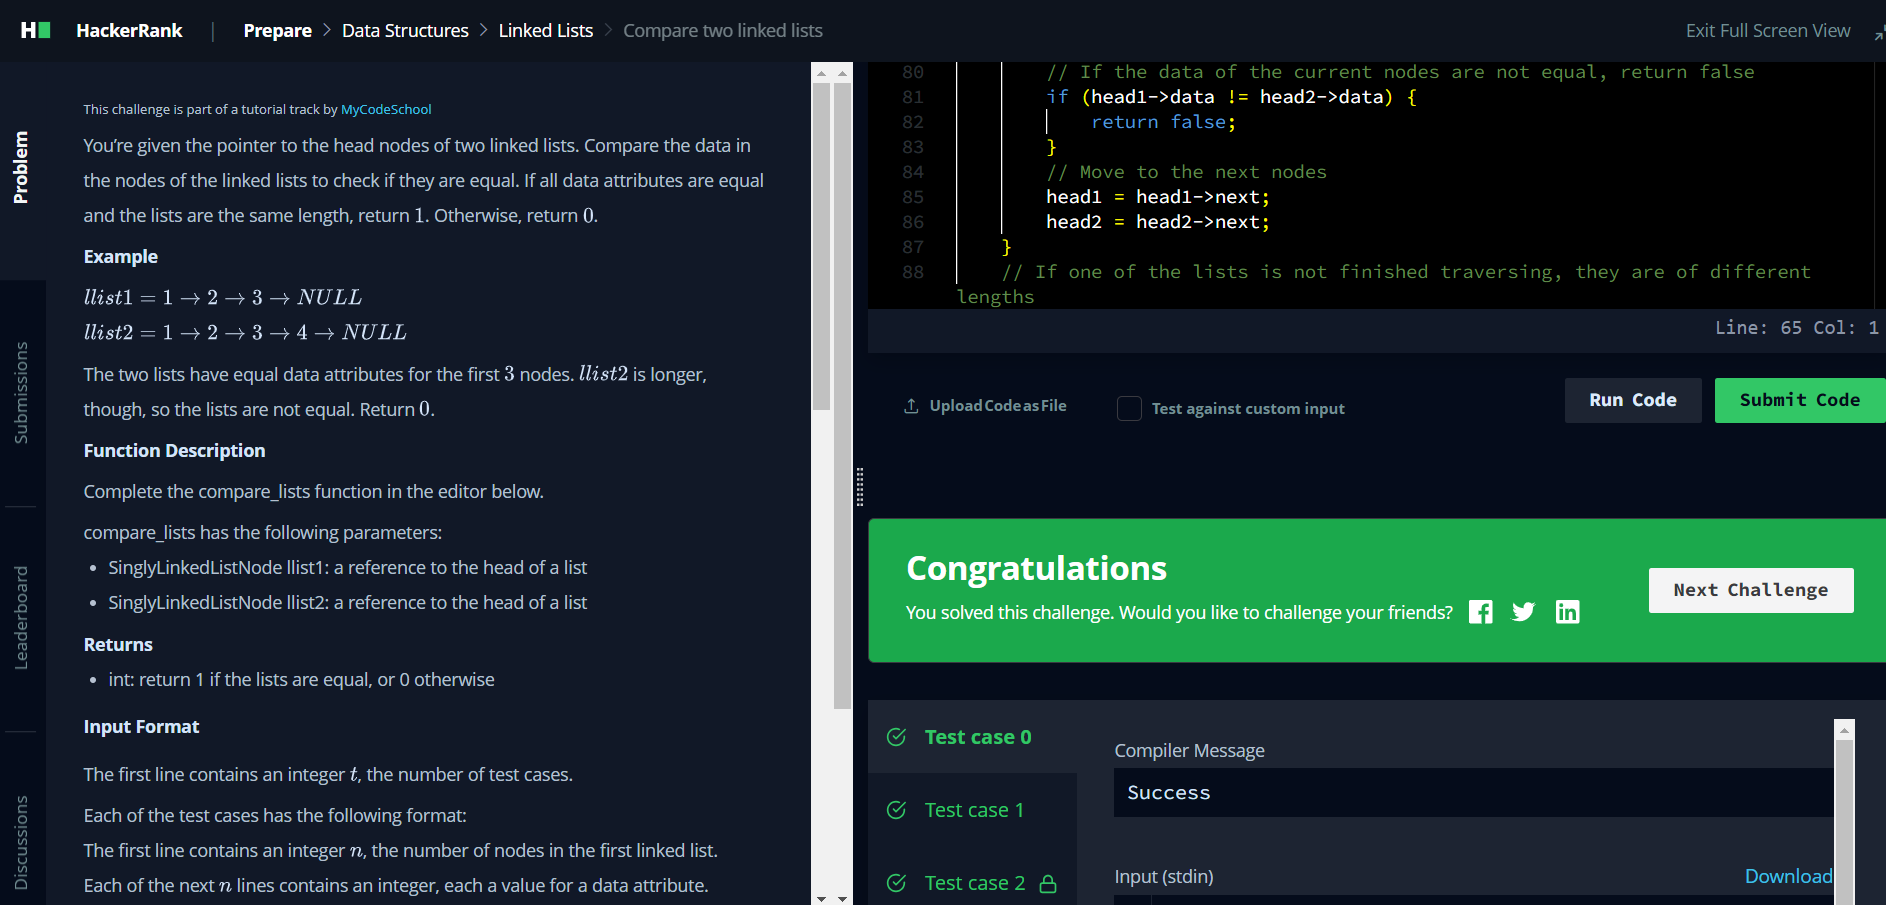 H HackerRank | Prepare > Data Structures > Linked Lists > Compare two linked lists Exit Full Screen View
Problem
Submissions
Leaderboard
Discussions
This challenge is part of a tutorial track by MyCodeSchool
You’re given the pointer to the head nodes of two linked lists. Compare the data in
the nodes of the linked lists to check if they are equal. If all data attributes are equal
and the lists are the same length, return 1. Otherwise, return 0.
Example
llist1 = 1 → 2 → 3 → NULL
llist2 = 1 → 2 → 3 → 4 → NULL
The two lists have equal data attributes for the first 3 nodes. llist2 is longer,
though, so the lists are not equal. Return 0.
Function Description
Complete the compare_lists function in the editor below.
compare_lists has the following parameters:
• SinglyLinkedListNode llist1: a reference to the head of a list
• SinglyLinkedListNode llist2: a reference to the head of a list
Returns
• int: return 1 if the lists are equal, or 0 otherwise
Input Format
The first line contains an integer t, the number of test cases.
Each of the test cases has the following format:
The first line contains an integer n, the number of nodes in the first linked list.
Each of the next n lines contains an integer, each a value for a data attribute.
80 // If the data of the current nodes are not equal, return false
81 if (head1->data != head2->data) {
82 return false;
83 }
84 // Move to the next nodes
85 head1 = head1->next;
86 head2 = head2->next;
87 }
88 // If one of the lists is not finished traversing, they are of different
lengths
Line: 65 Col: 1
Upload Code as File Test against custom input Run Code Submit Code
Congratulations
You solved this challenge. Would you like to challenge your friends?
Next Challenge
Test case 0
Test case 1
Test case 2
Compiler Message
Success
Input (stdin) Download